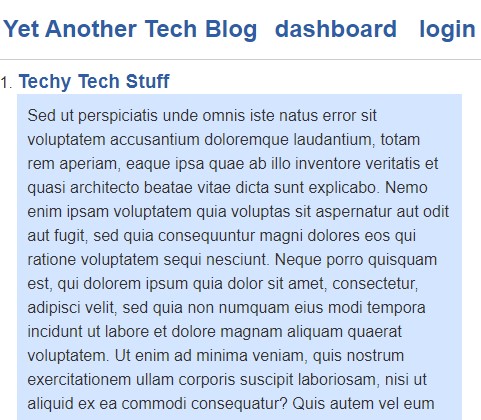 Yet Another Tech Blog dashboard login
1. Techy Tech Stuff
Sed ut perspiciatis unde omnis iste natus error sit
voluptatem accusantium doloremque laudantium, totam
rem aperiam, eaque ipsa quae ab illo inventore veritatis et
quasi architecto beatae vitae dicta sunt explicabo. Nemo
enim ipsam voluptatem quia voluptas sit aspernatur aut odit
aut fugit, sed quia consequuntur magni dolores eos qui
ratione voluptatem sequi nesciunt. Neque porro quisquam
est, qui dolorem ipsum quia dolor sit amet, consectetur,
adipisci velit, sed quia non numquam eius modi tempora
incidunt ut labore et dolore magnam aliquam quaerat
voluptatem. Ut enim ad minima veniam, quis nostrum
exercitationem ullam corporis suscipit laboriosam, nisi ut
aliquid ex ea commodi consequatur? Quis autem vel eum